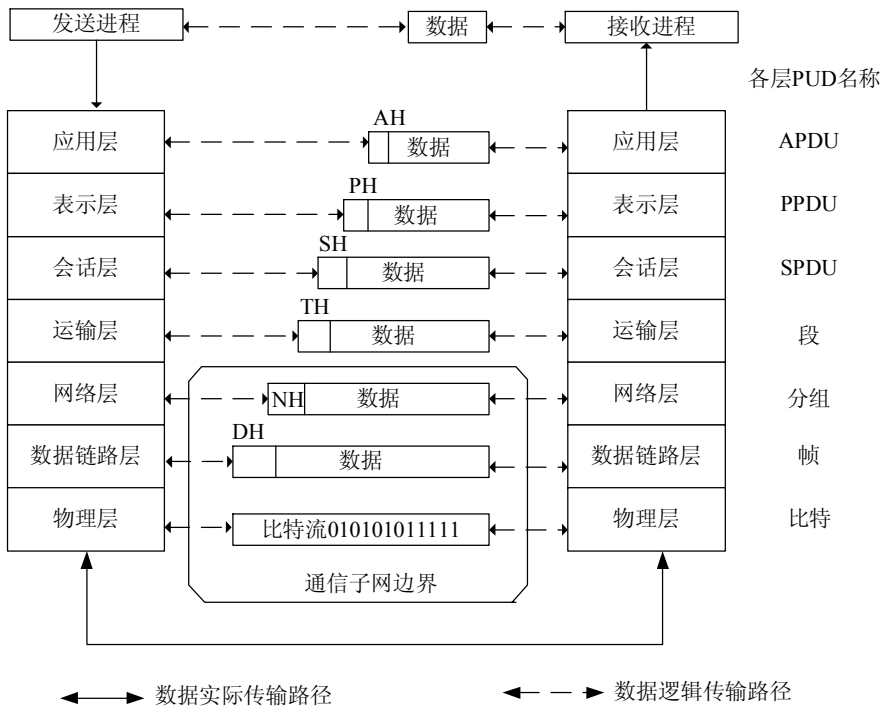 发送进程 数据 接收进程
各层PUD名称
AH
应用层 数据 应用层 APDU
PH
表示层 数据 表示层 PPDU
SH
会话层 数据 会话层 SPDU
TH
运输层 数据 运输层 段
网络层 NH 数据 网络层 分组
DH
数据链路层 数据 数据链路层 帧
物理层 比特流010101011111 物理层 比特
通信子网边界
数据实际传输路径 数据逻辑传输路径